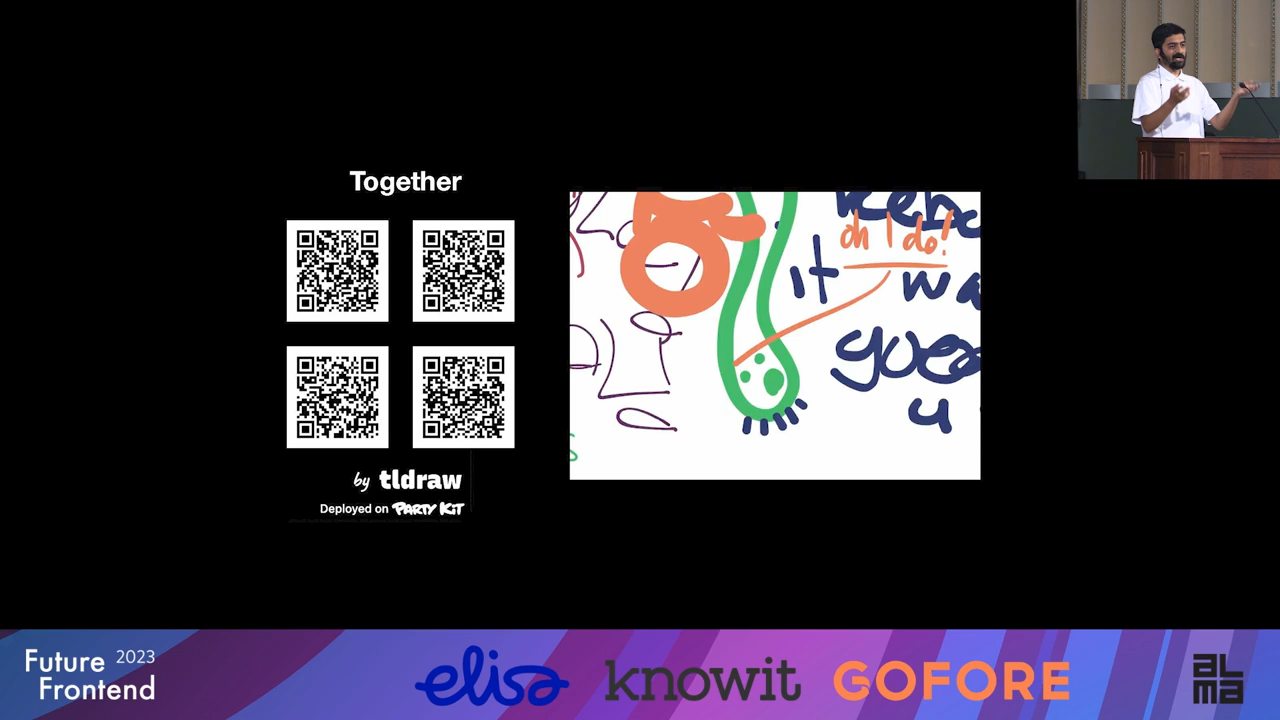 Together
oh I do!
it
u
by tldraw
Deployed on PARTY KIT
Future 2023
Frontend
elisa
knowit
GOFORE
ALMA